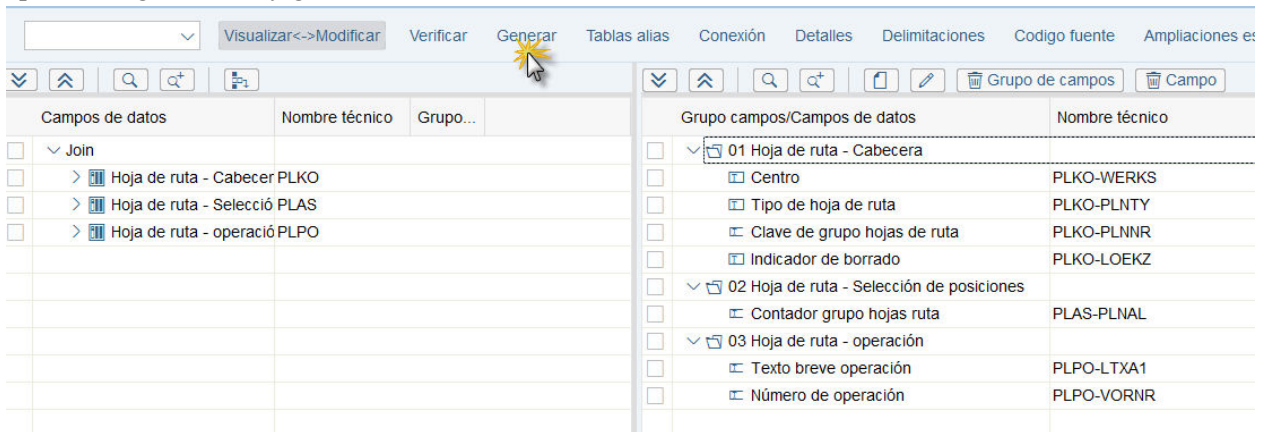 Visualizar<->Modificar Verificar Generar Tablas alias Conexión Detalles Delimitaciones Codigo fuente Ampliaciones es
Grupo de campos Campo
Campos de datos Nombre técnico Grupo... Grupo campos/Campos de datos Nombre técnico
Join 01 Hoja de ruta - Cabecera
Hoja de ruta - Cabecer PLKO Centro PLKO-WERKS
Hoja de ruta - Selecció PLAS Tipo de hoja de ruta PLKO-PLNTY
Hoja de ruta - operació PLPO Clave de grupo hojas de ruta PLKO-PLNNR
Indicador de borrado PLKO-LOEKZ
02 Hoja de ruta - Selección de posiciones
Contador grupo hojas ruta PLAS-PLNAL
03 Hoja de ruta - operación
Texto breve operación PLPO-LTXA1
Número de operación PLPO-VORNR